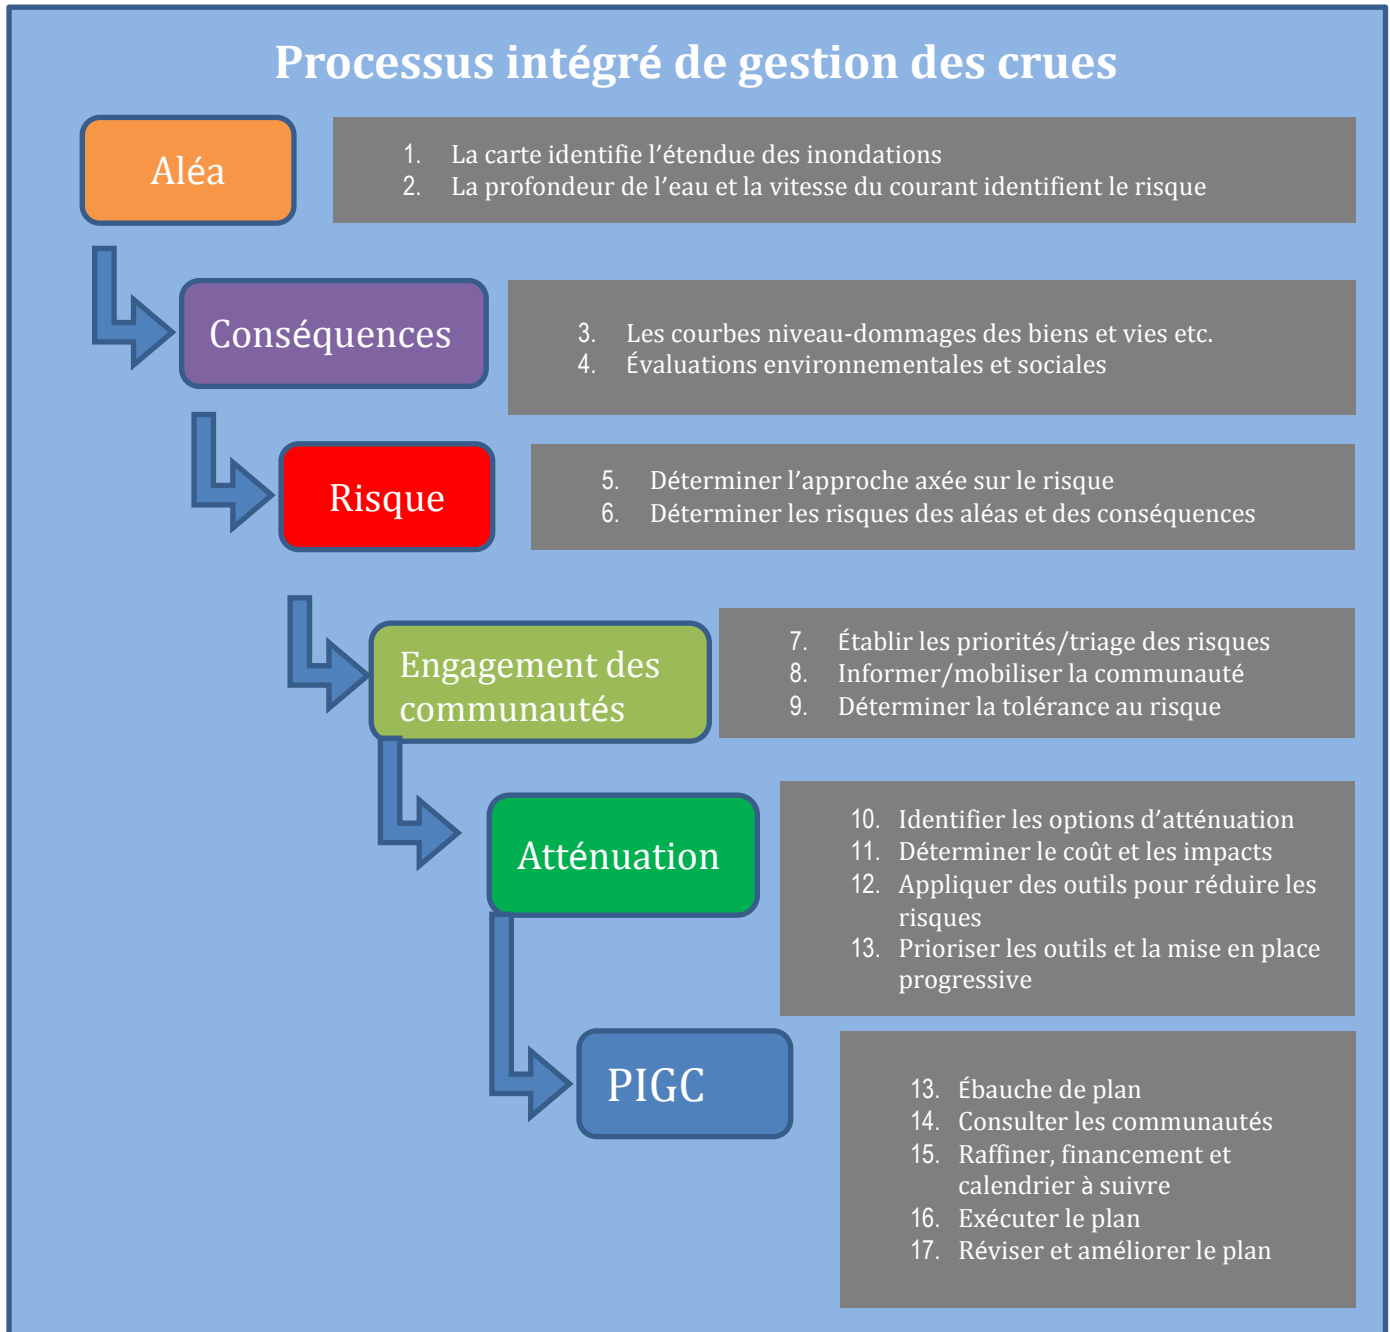 Processus intégré de gestion des crues
Aléa
1. La carte identifie l’étendue des inondations
2. La profondeur de l’eau et la vitesse du courant identifient le risque
Conséquences
3. Les courbes niveau-dommages des biens et vies etc.
4. Évaluations environnementales et sociales
Risque
5. Déterminer l’approche axée sur le risque
6. Déterminer les risques des aléas et des conséquences
Engagement des
communautés
7. Établir les priorités/triage des risques
8. Informer/mobiliser la communauté
9. Déterminer la tolérance au risque
Atténuation
10. Identifier les options d’atténuation
11. Déterminer le coût et les impacts
12. Appliquer des outils pour réduire les
risques
13. Prioriser les outils et la mise en place
progressive
PIGC
13. Ébauche de plan
14. Consulter les communautés
15. Raffiner, financement et
calendrier à suivre
16. Exécuter le plan
17. Réviser et améliorer le plan